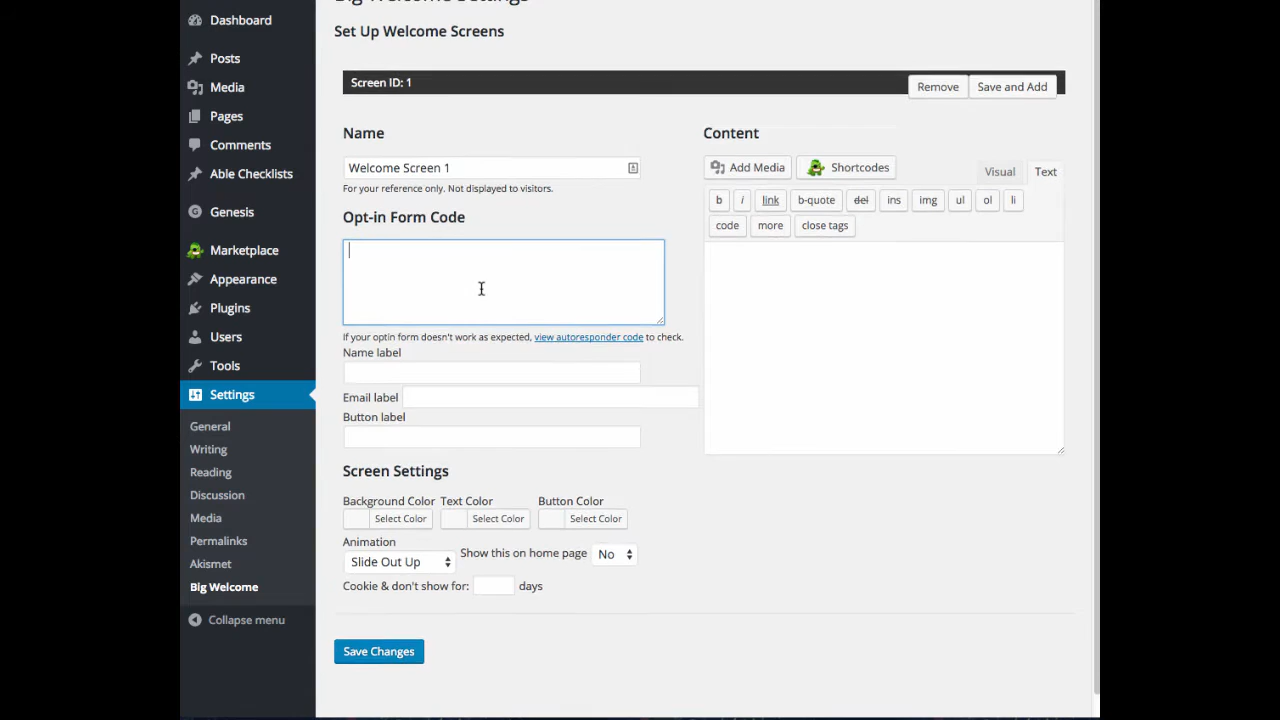 Big Welcome Settings
Dashboard
Posts
Media
Pages
Comments
Able Checklists
Genesis
Marketplace
Appearance
Plugins
Users
Tools
Settings
General
Writing
Reading
Discussion
Media
Permalinks
Akismet
Big Welcome
Collapse menu
Set Up Welcome Screens
Screen ID: 1
Remove
Save and Add
Name
Welcome Screen 1
For your reference only. Not displayed to visitors.
Opt-in Form Code
If your optin form doesn't work as expected, view autoresponder code to check.
Name label
Email label
Button label
Content
Add Media
Shortcodes
Visual
Text
b
i
link
b-quote
del
ins
img
ul
ol
li
code
more
close tags
Screen Settings
Background Color
Text Color
Button Color
Select Color
Select Color
Select Color
Animation
Slide Out Up
Show this on home page
No
Cookie & don't show for:
days
Save Changes